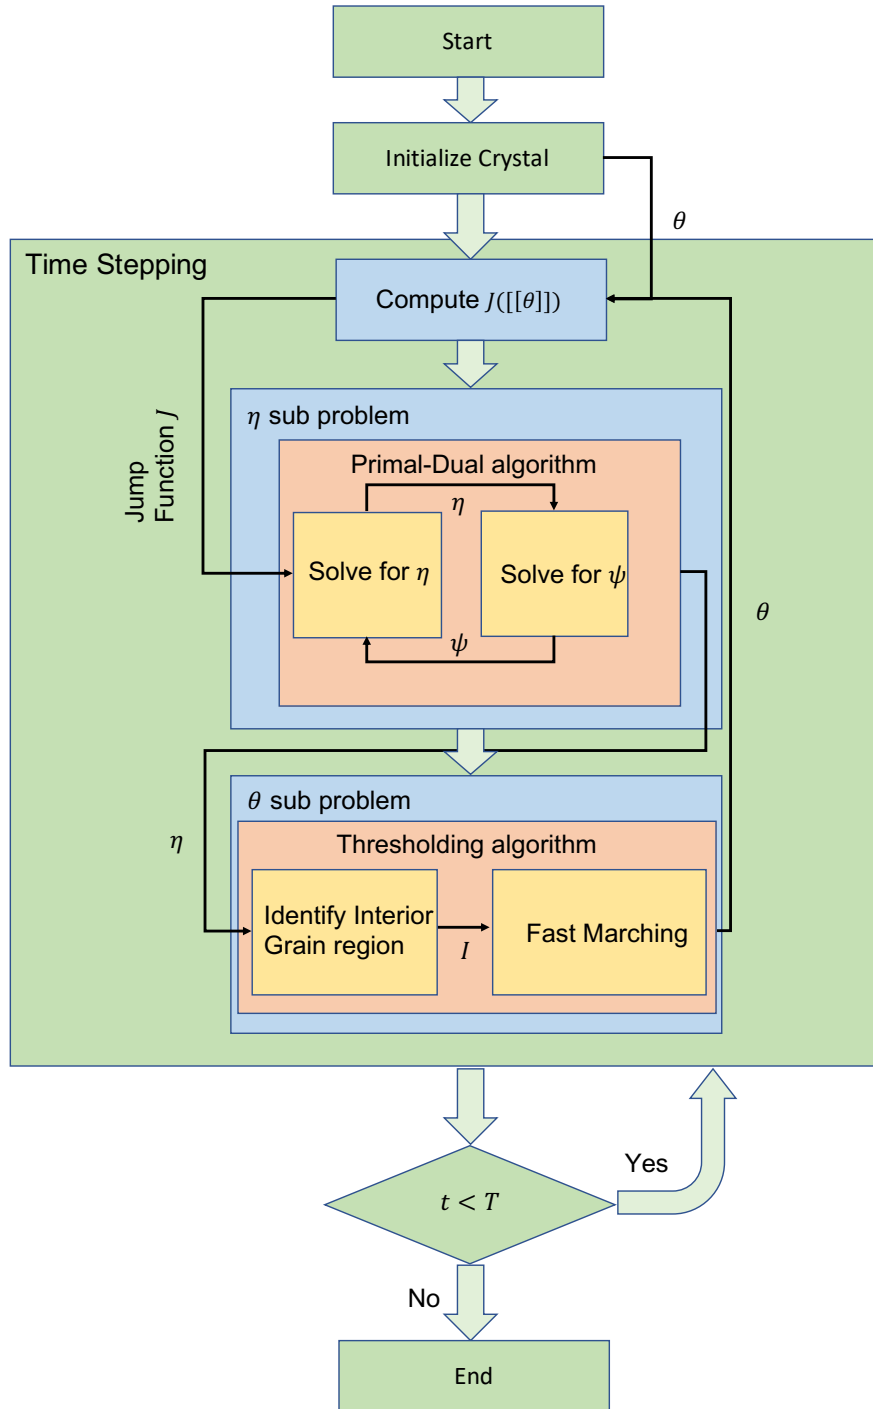 Start
Initialize Crystal
θ
Time Stepping
Compute J([[θ]])
η sub problem
Jump
Function J
Primal-Dual algorithm
η
Solve for η
Solve for ψ
ψ
θ
θ sub problem
η
Thresholding algorithm
Identify Interior
Grain region
I
Fast Marching
Yes
t < T
No
End